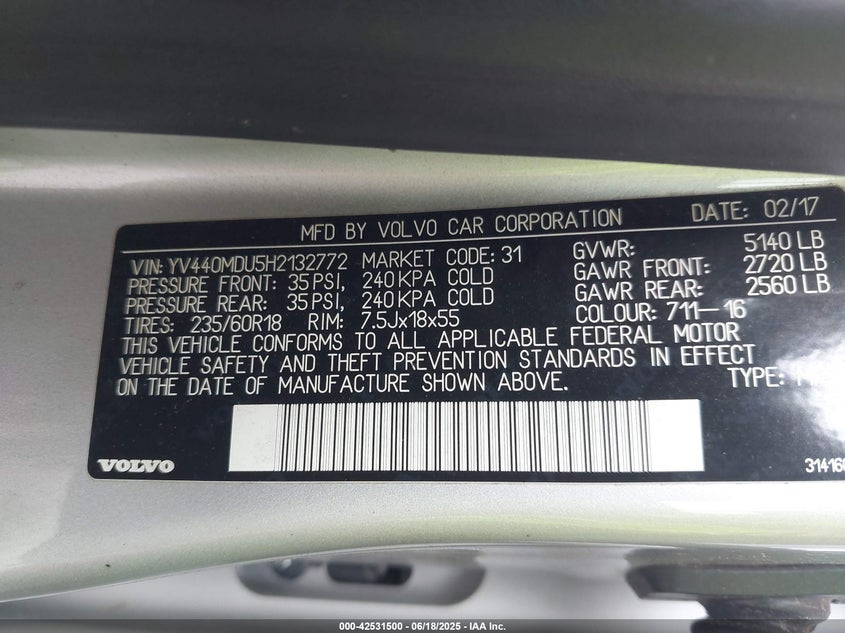 MFD BY VOLVO CAR CORPORATION DATE: 02/17
VIN: YV440MDU5H2132772 MARKET CODE: 31 GVWR: 5140 LB
PRESSURE FRONT: 35PSI, 240KPA COLD GAWR FRONT: 2720 LB
PRESSURE REAR: 35PSI, 240KPA COLD GAWR REAR: 2560 LB
TIRES: 235/60R18 RIM: 7.5Jx18x55 COLOUR: 711-16
THIS VEHICLE CONFORMS TO ALL APPLICABLE FEDERAL MOTOR
VEHICLE SAFETY AND THEFT PREVENTION STANDARDS IN EFFECT
ON THE DATE OF MANUFACTURE SHOWN ABOVE. TYPE:
VOLVO
000-42531500 - 06/18/2025 - IAA Inc.